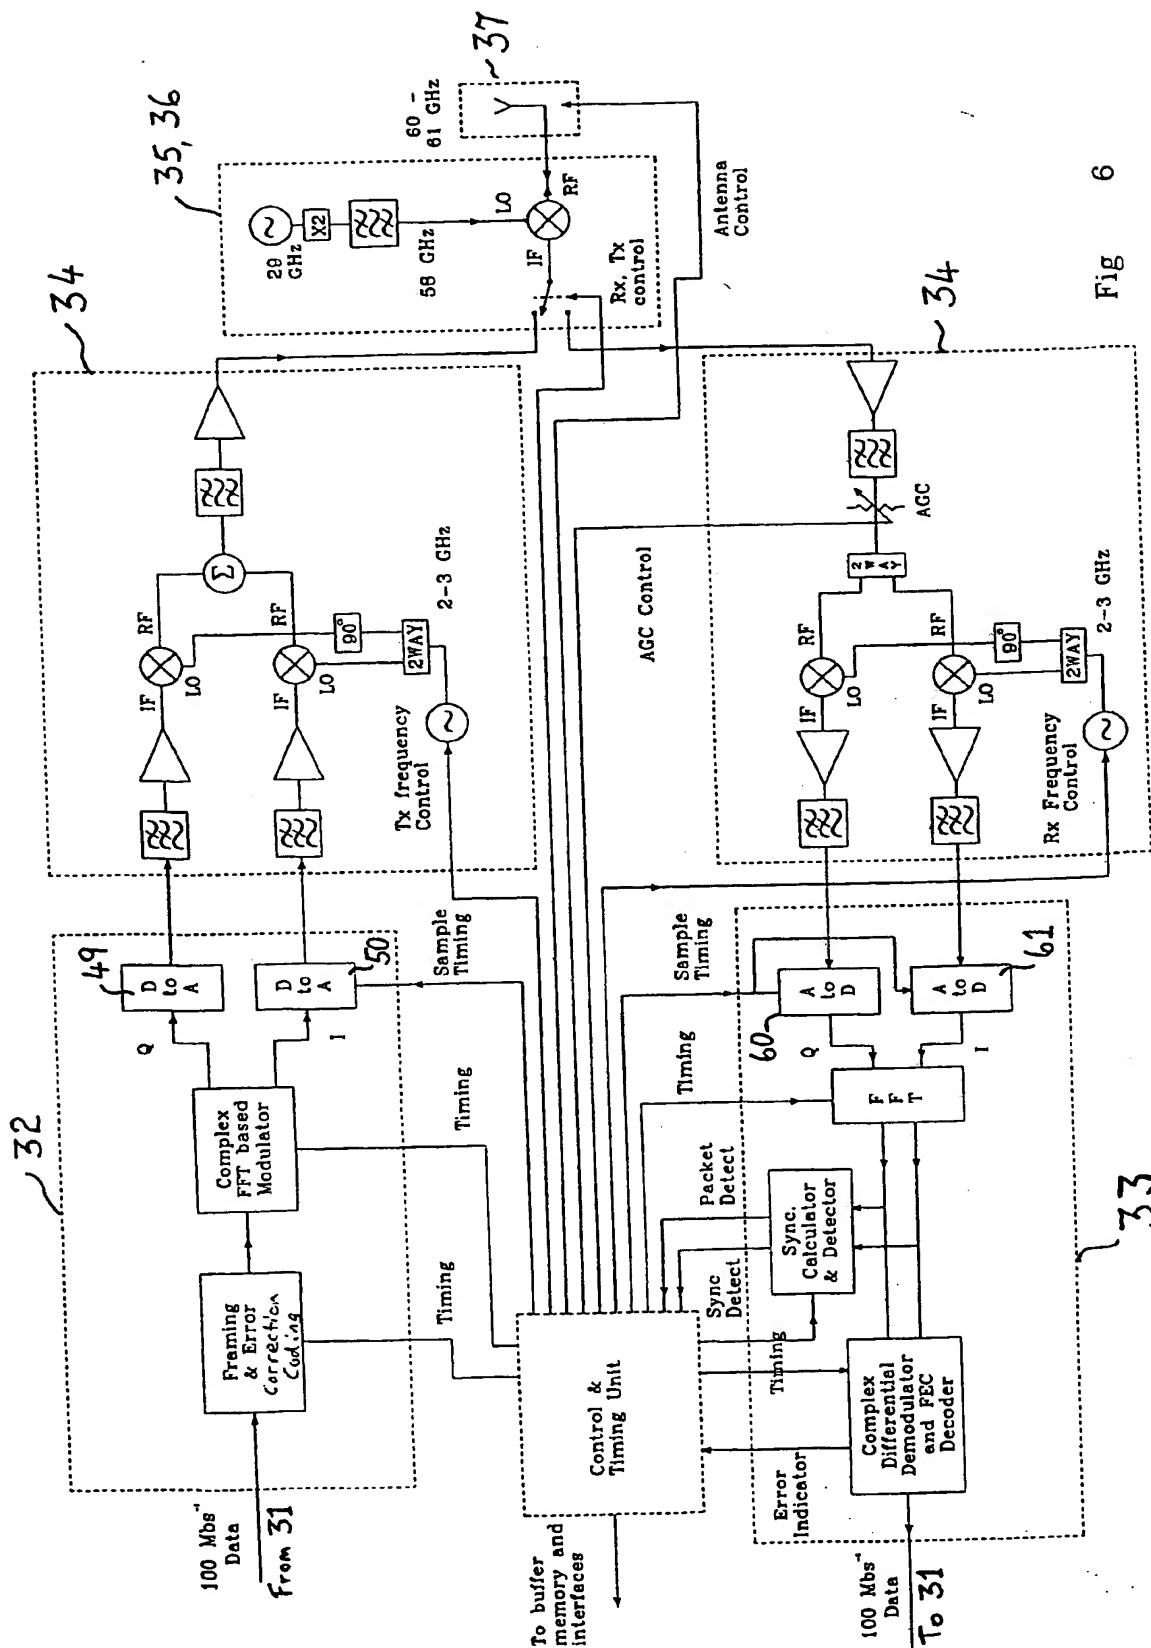 32
100 Mbs⁻¹
Data
From 31
Framing
& Error
Correction
Coding
Complex
FFT based
Modulator
Q
I
49
D
to
A
50
D
to
A
Timing
Timing
Sample
Timing
34
IF
LO
RF
IF
LO
RF
Σ
90°
2WAY
2-3 GHz
~
Tx frequency
Control
35, 36
~
29
GHz
X2
58 GHz
LO
IF
RF
Rx, Tx
control
37
60 -
61 GHz
Antenna
Control
To buffer
memory and
interfaces
Control &
Timing Unit
AGC Control
34
AGC
2
W
A
Y
RF
IF
LO
RF
IF
LO
90°
2WAY
2-3 GHz
~
Rx Frequency
Control
Sample
Timing
60
A
to
D
61
A
to
D
Q
I
F
F
T
Timing
Packet
Detect
Sync
Detect
Sync.
Calculator
& Detector
Timing
Complex
Differential
Demodulator
and FEC
Decoder
Error
Indicator
100 Mbs⁻¹
Data
To 31
33
Fig 6